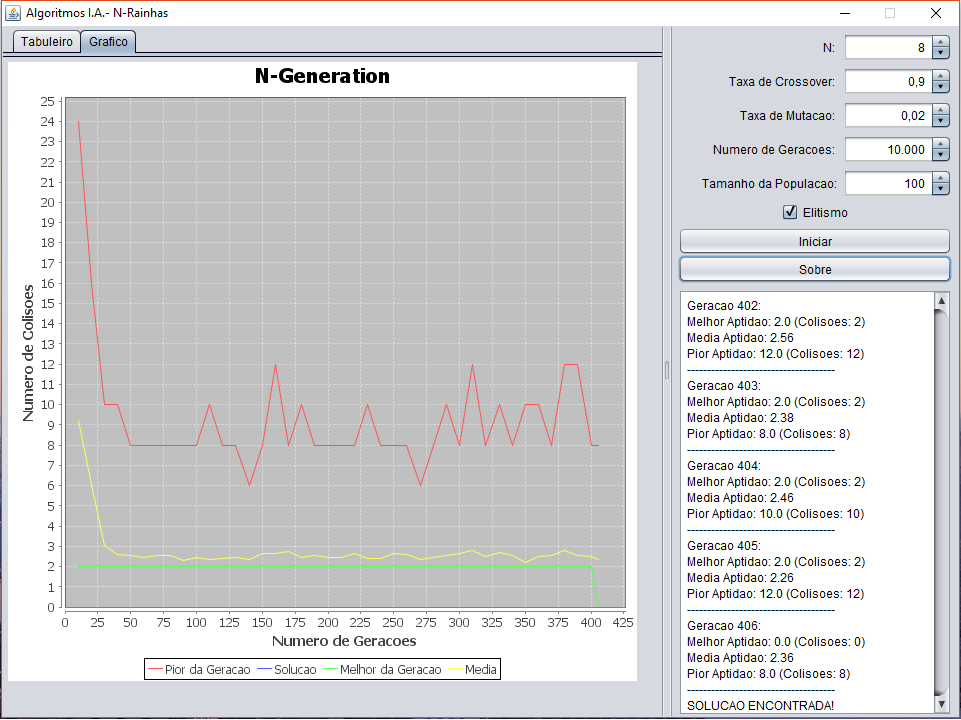 Algoritmos I.A.- N-Rainhas
Tabuleiro
Grafico
N-Generation
25
24
23
22
21
20
19
18
17
16
15
14
13
12
11
10
9
8
7
6
5
4
3
2
1
0
Numero de Colisoes
0 25 50 75 100 125 150 175 200 225 250 275 300 325 350 375 400 425
Numero de Geracoes
Pior da Geracao Solucao Melhor da Geracao Media
N: 8
Taxa de Crossover: 0,9
Taxa de Mutacao: 0,02
Numero de Geracoes: 10.000
Tamanho da Populacao: 100
Elitismo
Iniciar
Sobre
Geracao 402:
Melhor Aptidao: 2.0 (Colisoes: 2)
Media Aptidao: 2.56
Pior Aptidao: 12.0 (Colisoes: 12)
-------------------------------------
Geracao 403:
Melhor Aptidao: 2.0 (Colisoes: 2)
Media Aptidao: 2.38
Pior Aptidao: 8.0 (Colisoes: 8)
-------------------------------------
Geracao 404:
Melhor Aptidao: 2.0 (Colisoes: 2)
Media Aptidao: 2.46
Pior Aptidao: 10.0 (Colisoes: 10)
-------------------------------------
Geracao 405:
Melhor Aptidao: 2.0 (Colisoes: 2)
Media Aptidao: 2.26
Pior Aptidao: 12.0 (Colisoes: 12)
-------------------------------------
Geracao 406:
Melhor Aptidao: 0.0 (Colisoes: 0)
Media Aptidao: 2.36
Pior Aptidao: 8.0 (Colisoes: 8)
-------------------------------------
SOLUCAO ENCONTRADA!